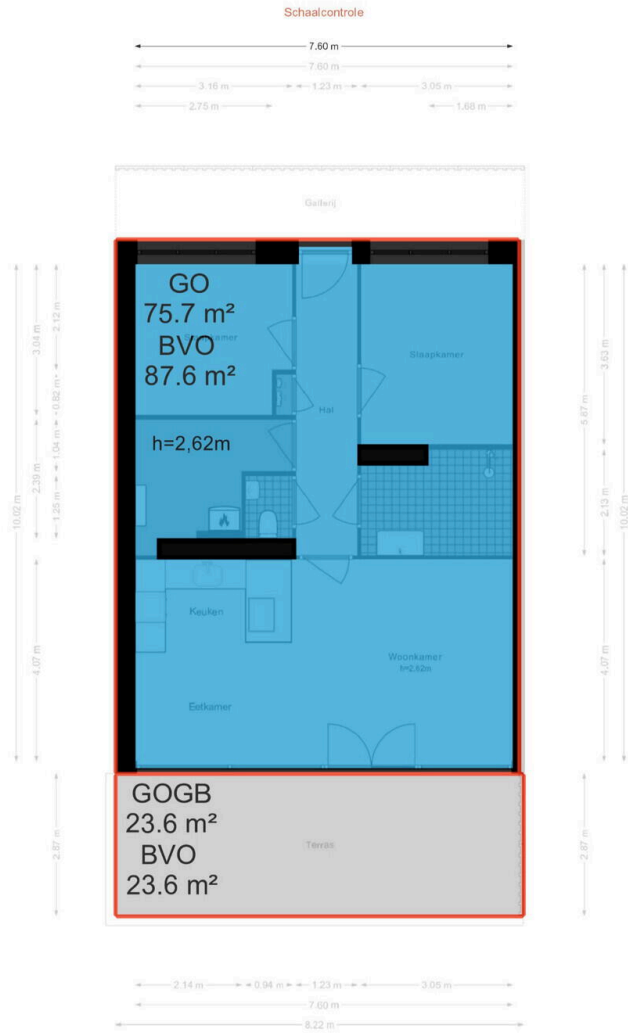 Schaalcontrole
7.60 m
7.60 m
3.16 m 1.23 m 3.05 m
2.75 m 1.68 m
Gallerij
GO
75.7 m²
Slaapkamer
BVO
87.6 m²
Slaapkamer
Hal
h=2,62m
Keuken
Woonkamer
h=2.62m
Eetkamer
GOGB
23.6 m²
Terras
BVO
23.6 m²
10.02 m
3.04 m
2.39 m
4.07 m
2.12 m
0.82 m
1.04 m
1.25 m
2.87 m
5.87 m
3.63 m
2.13 m
4.07 m
10.02 m
2.87 m
2.14 m 0.94 m 1.23 m 3.05 m
7.60 m
8.22 m